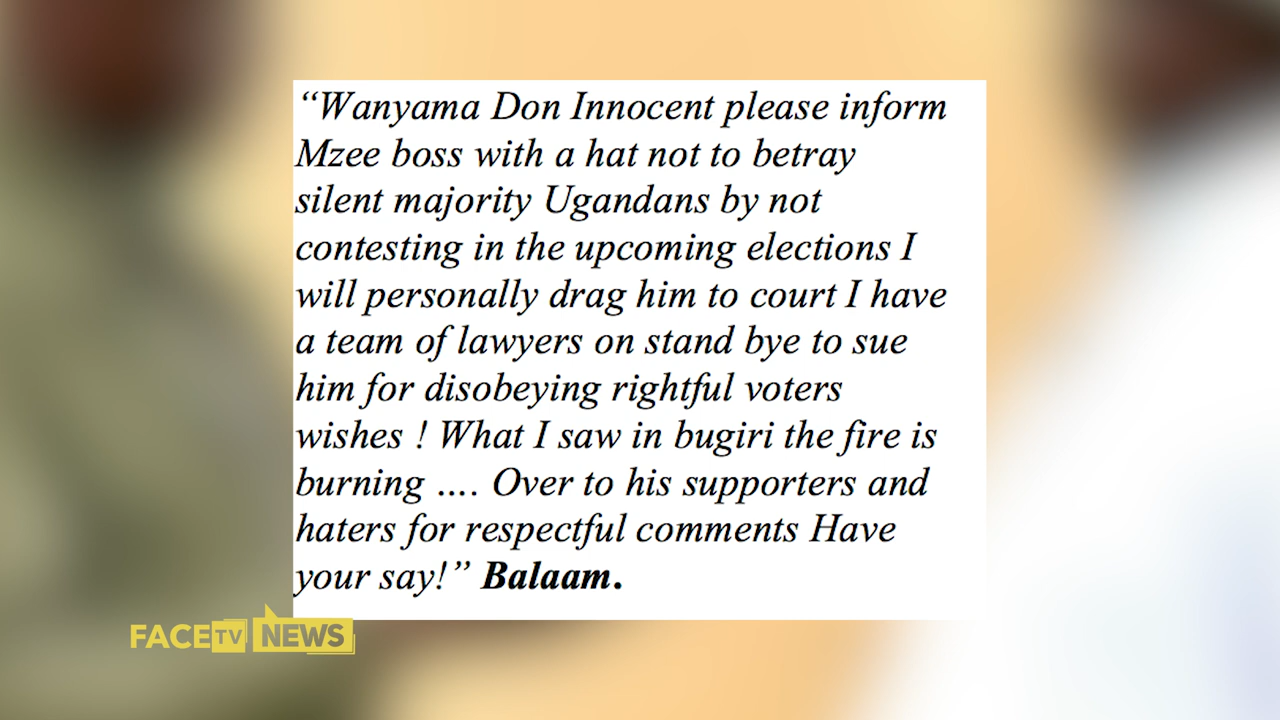 “Wanyama Don Innocent please inform
Mzee boss with a hat not to betray
silent majority Ugandans by not
contesting in the upcoming elections I
will personally drag him to court I have
a team of lawyers on stand bye to sue
him for disobeying rightful voters
wishes ! What I saw in bugiri the fire is
burning …. Over to his supporters and
haters for respectful comments Have
your say!” Balaam.
FACE TV NEWS